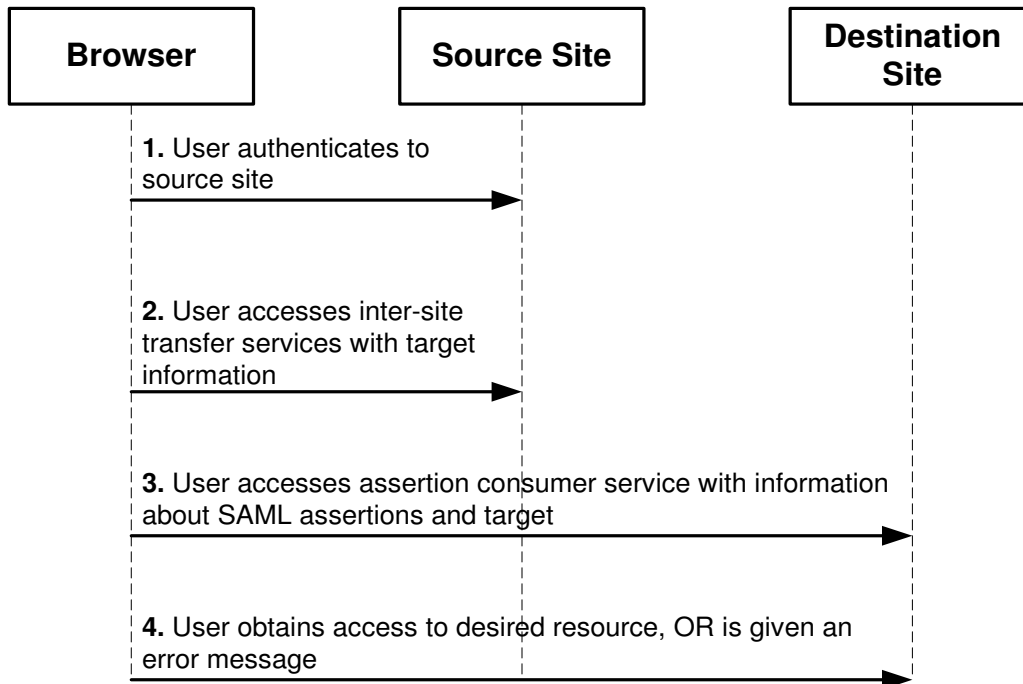 Browser
Source Site
Destination
Site
1. User authenticates to
source site
2. User accesses inter-site
transfer services with target
information
3. User accesses assertion consumer service with information
about SAML assertions and target
4. User obtains access to desired resource, OR is given an
error message